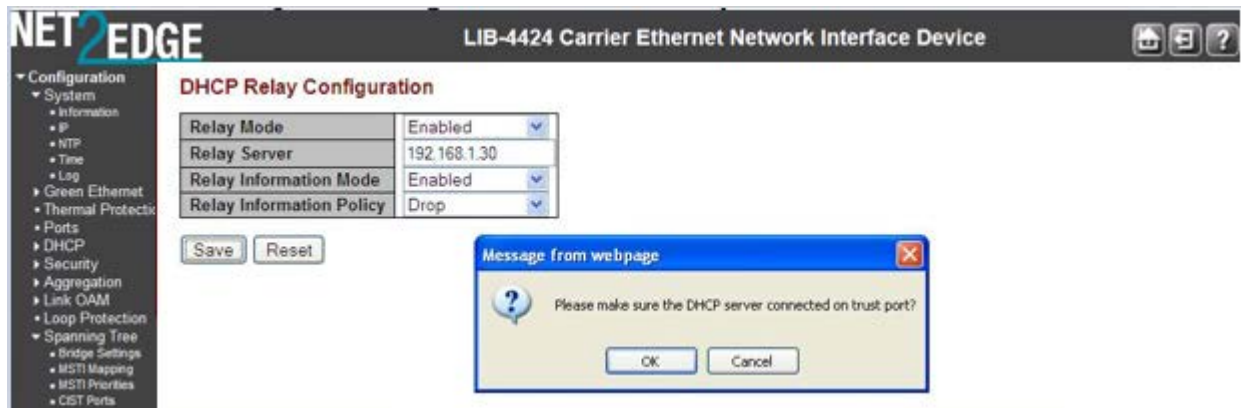 NET2EDGE
LIB-4424 Carrier Ethernet Network Interface Device
?
Configuration
System
Information
IP
NTP
Time
Log
Green Ethernet
Thermal Protectic
Ports
DHCP
Security
Aggregation
Link OAM
Loop Protection
Spanning Tree
Bridge Settings
MSTI Mapping
MSTI Priorities
CIST Ports
DHCP Relay Configuration
Relay Mode Enabled
Relay Server 192.168.1.30
Relay Information Mode Enabled
Relay Information Policy Drop
Save Reset
Message from webpage
Please make sure the DHCP server connected on trust port?
OK Cancel